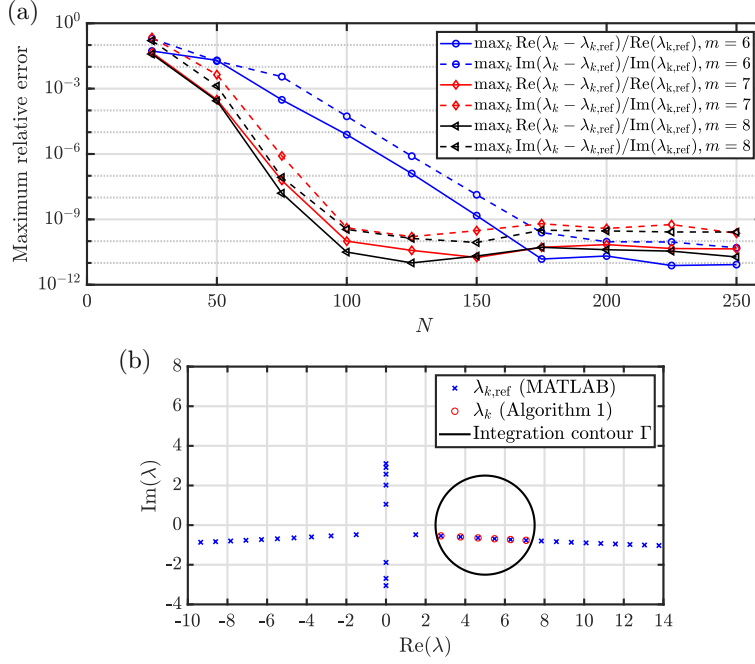 (a)
10^0
10^-3
10^-6
10^-9
10^-12
Maximum relative error
max_k Re(λ_k − λ_k,ref)/Re(λ_k,ref), m = 6
max_k Im(λ_k − λ_k,ref)/Im(λ_k,ref), m = 6
max_k Re(λ_k − λ_k,ref)/Re(λ_k,ref), m = 7
max_k Im(λ_k − λ_k,ref)/Im(λ_k,ref), m = 7
max_k Re(λ_k − λ_k,ref)/Im(λ_k,ref), m = 8
max_k Im(λ_k − λ_k,ref)/Im(λ_k,ref), m = 8
0 50 100 150 200 250
N
(b)
8
6
4
2
0
-2
-4
Im(λ)
λ_k,ref (MATLAB)
λ_k (Algorithm 1)
Integration contour Γ
-10 -8 -6 -4 -2 0 2 4 6 8 10 12 14
Re(λ)